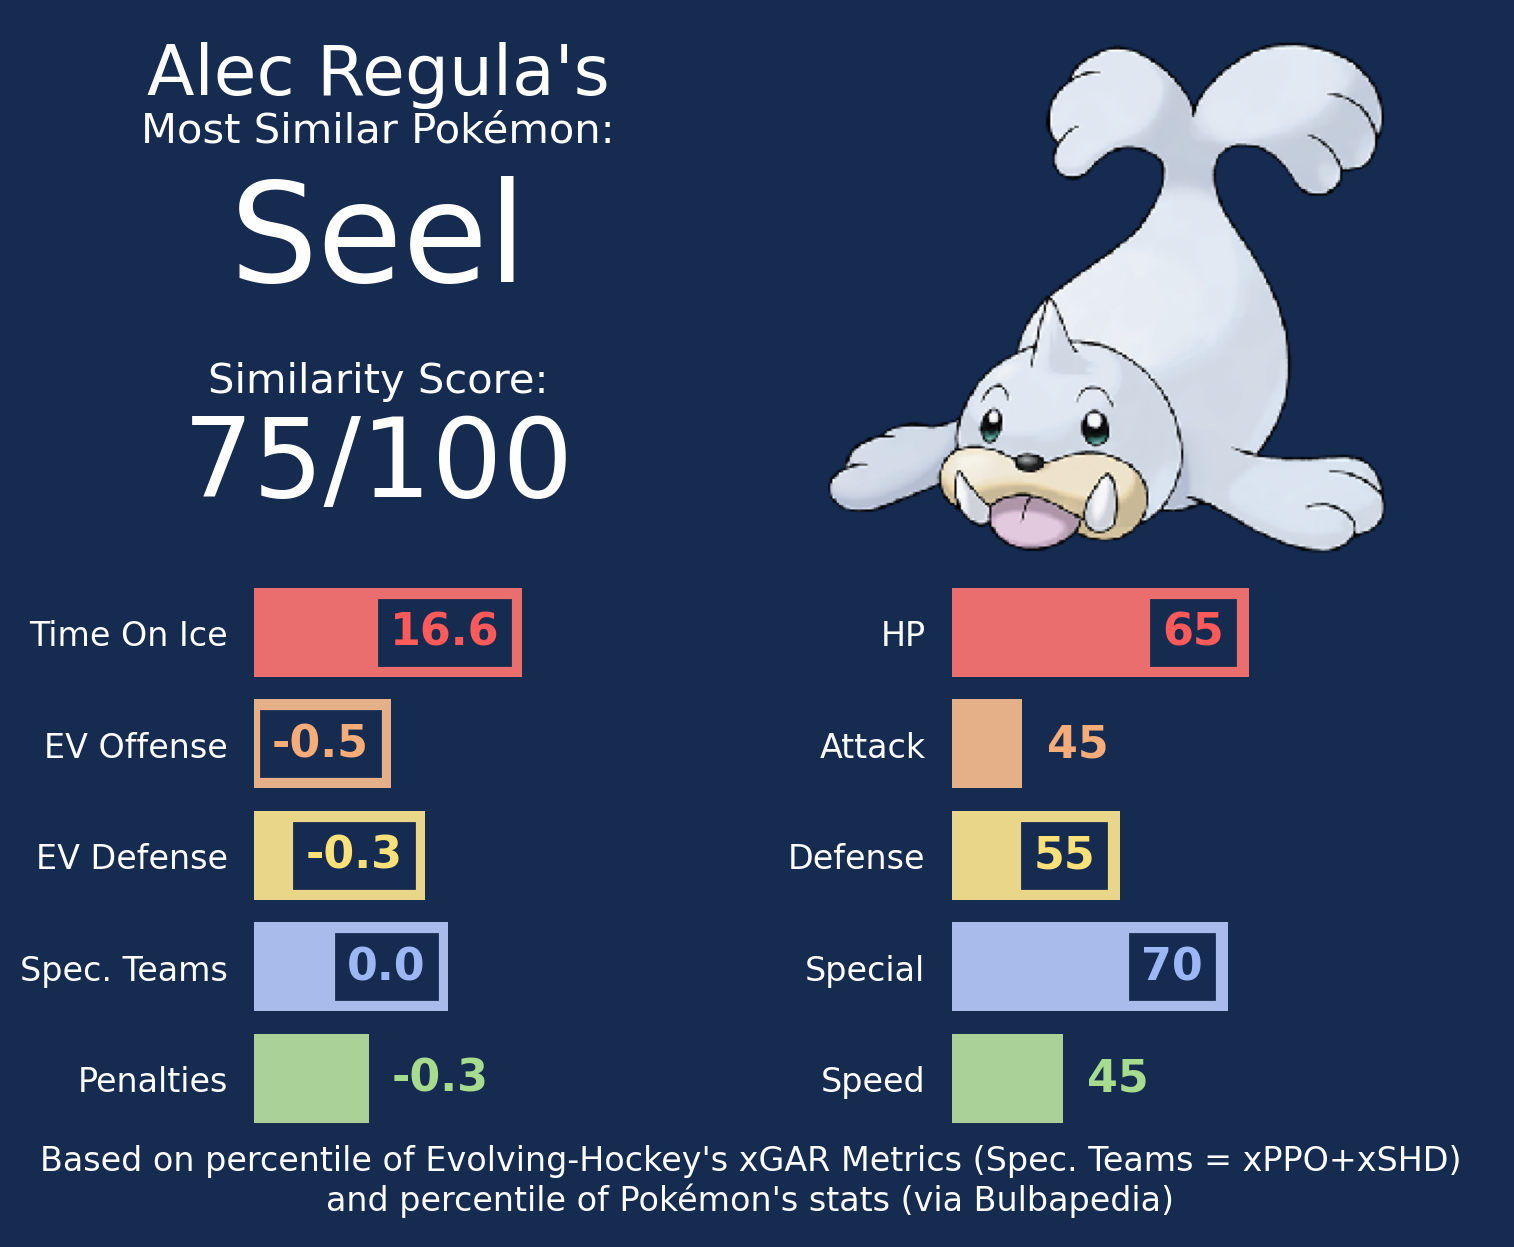 Alec Regula's
Most Similar Pokémon:
Seel
Similarity Score:
75/100
Time On Ice 16.6
EV Offense -0.5
EV Defense -0.3
Spec. Teams 0.0
Penalties -0.3
HP 65
Attack 45
Defense 55
Special 70
Speed 45
Based on percentile of Evolving-Hockey's xGAR Metrics (Spec. Teams = xPPO+xSHD)
and percentile of Pokémon's stats (via Bulbapedia)